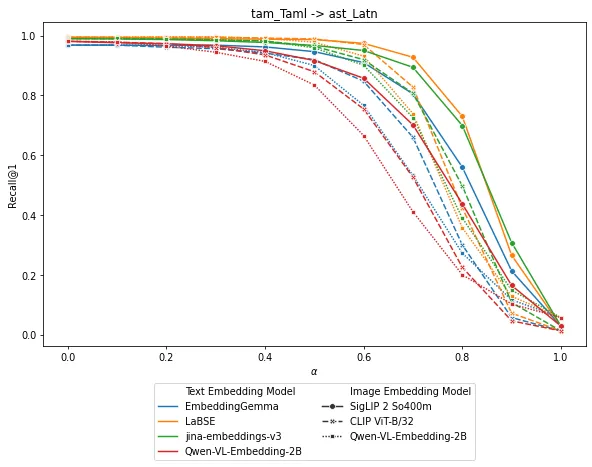 tam_Taml -> ast_Latn
Recall@1
1.0
0.8
0.6
0.4
0.2
0.0
0.0 0.2 0.4 0.6 0.8 1.0
α
Text Embedding Model
EmbeddingGemma
LaBSE
jina-embeddings-v3
Qwen-VL-Embedding-2B
Image Embedding Model
SigLIP 2 So400m
CLIP ViT-B/32
Qwen-VL-Embedding-2B